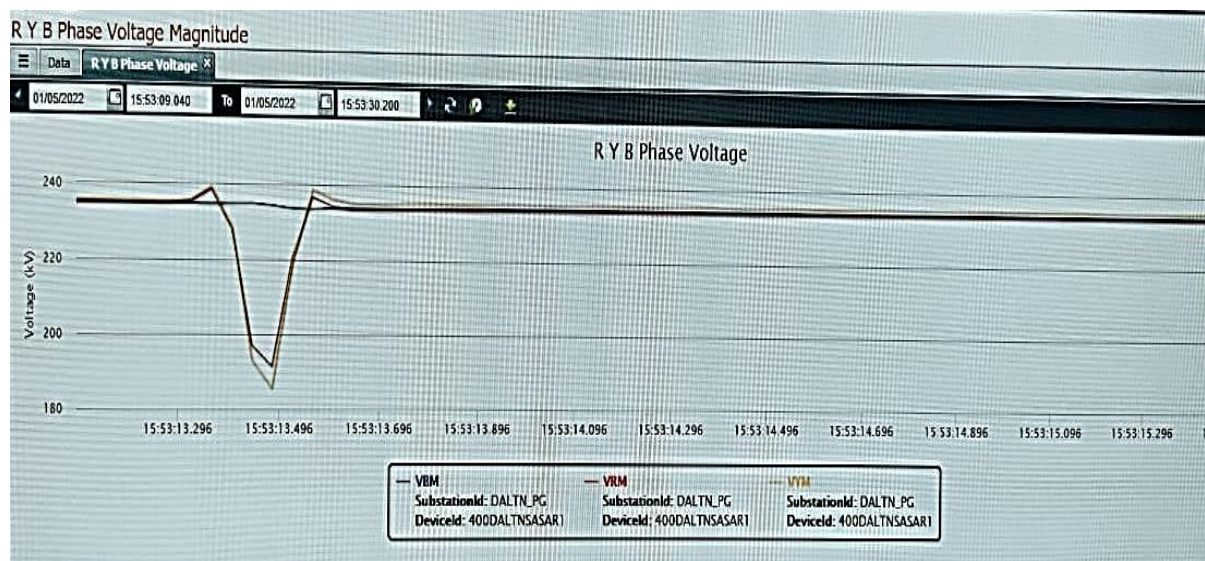 R Y B Phase Voltage Magnitude
Data R Y B Phase Voltage ×
01/05/2022 15:53:09.040 To 01/05/2022 15:53:30.200
R Y B Phase Voltage
Voltage (kV)
240
220
200
180
15:53:13.296 15:53:13.496 15:53:13.696 15:53:13.896 15:53:14.096 15:53:14.296 15:53:14.496 15:53:14.696 15:53:14.896 15:53:15.096 15:53:15.296
VBM VRM VYM
SubstationId: DALTN_PG SubstationId: DALTN_PG SubstationId: DALTN_PG
DeviceId: 400DALTNSASAR1 DeviceId: 400DALTNSASAR1 DeviceId: 400DALTNSASAR1